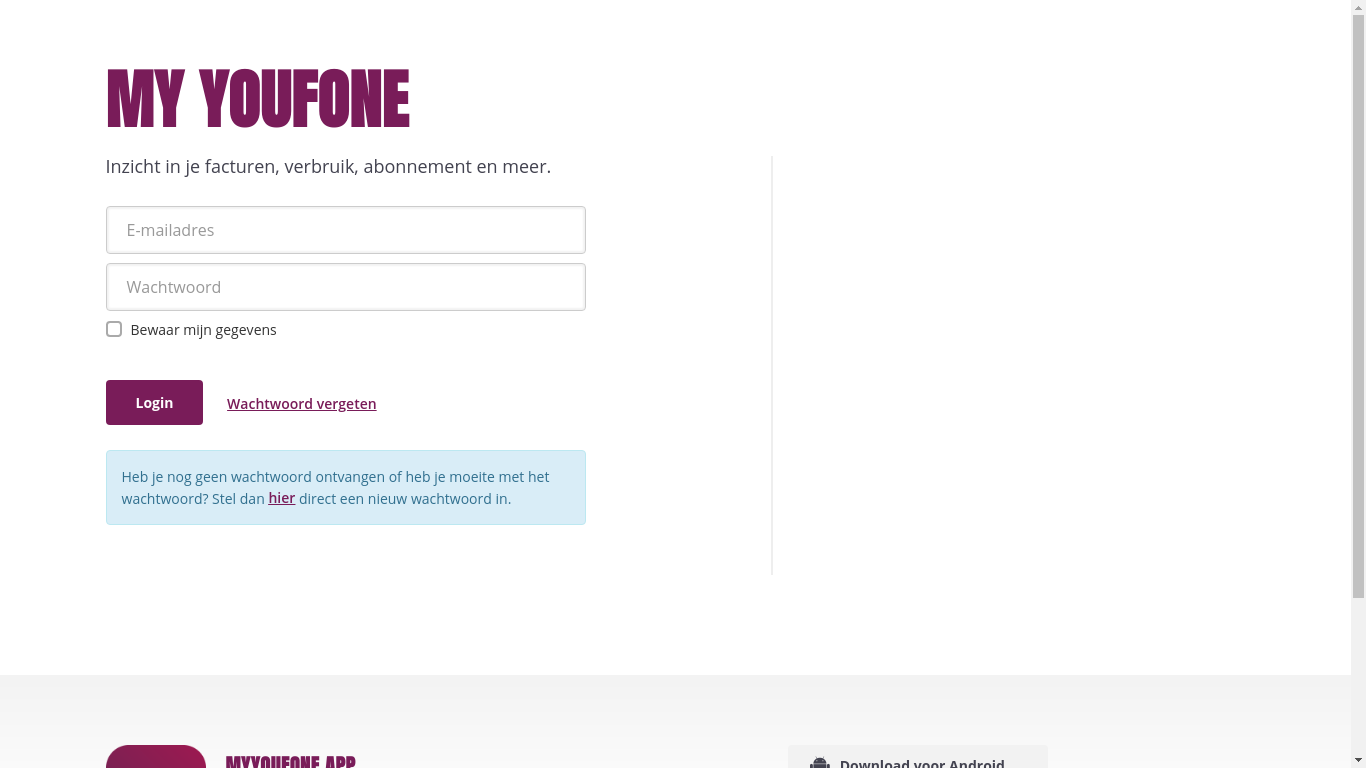 MY YOUFONE
Inzicht in je facturen, verbruik, abonnement en meer.
E-mailadres
Wachtwoord
Bewaar mijn gegevens
Login
Wachtwoord vergeten
Heb je nog geen wachtwoord ontvangen of heb je moeite met het
wachtwoord? Stel dan hier direct een nieuw wachtwoord in.
MYYOUFONE APP
Download voor Android